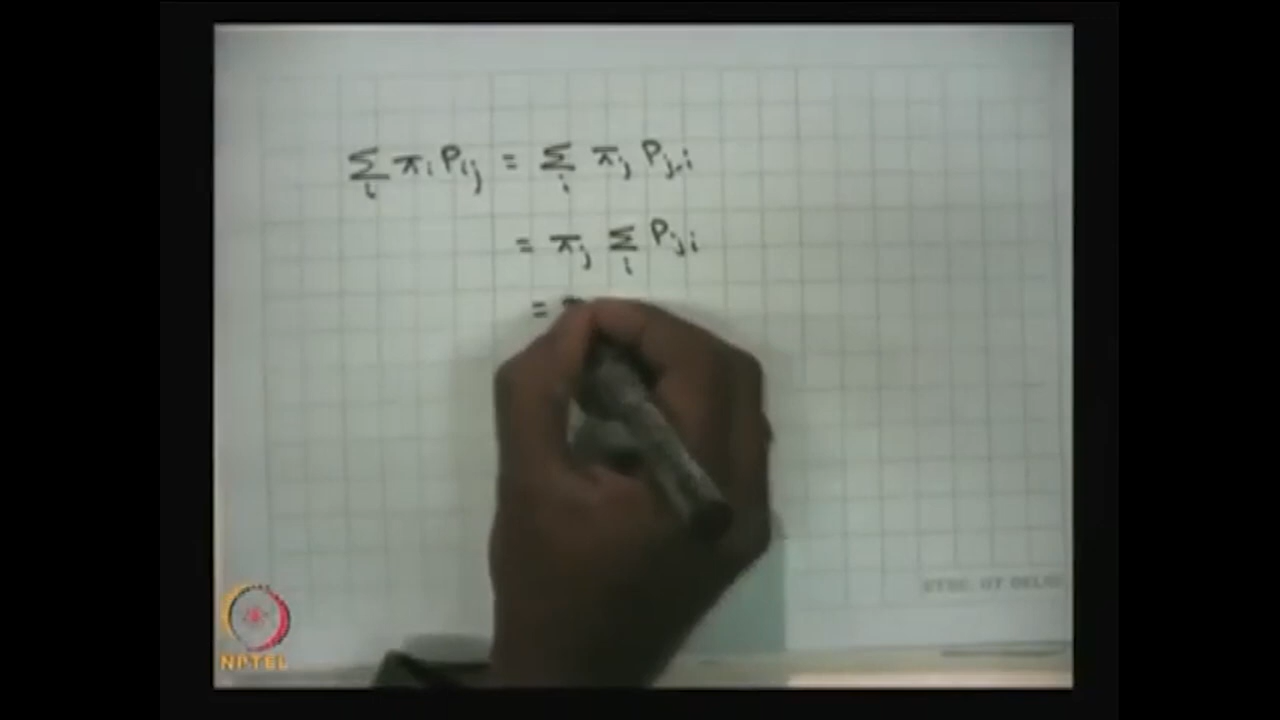 Σ_i π_i P_ij = Σ_i π_j P_ji
= π_j Σ_i P_ji
=
NPTEL